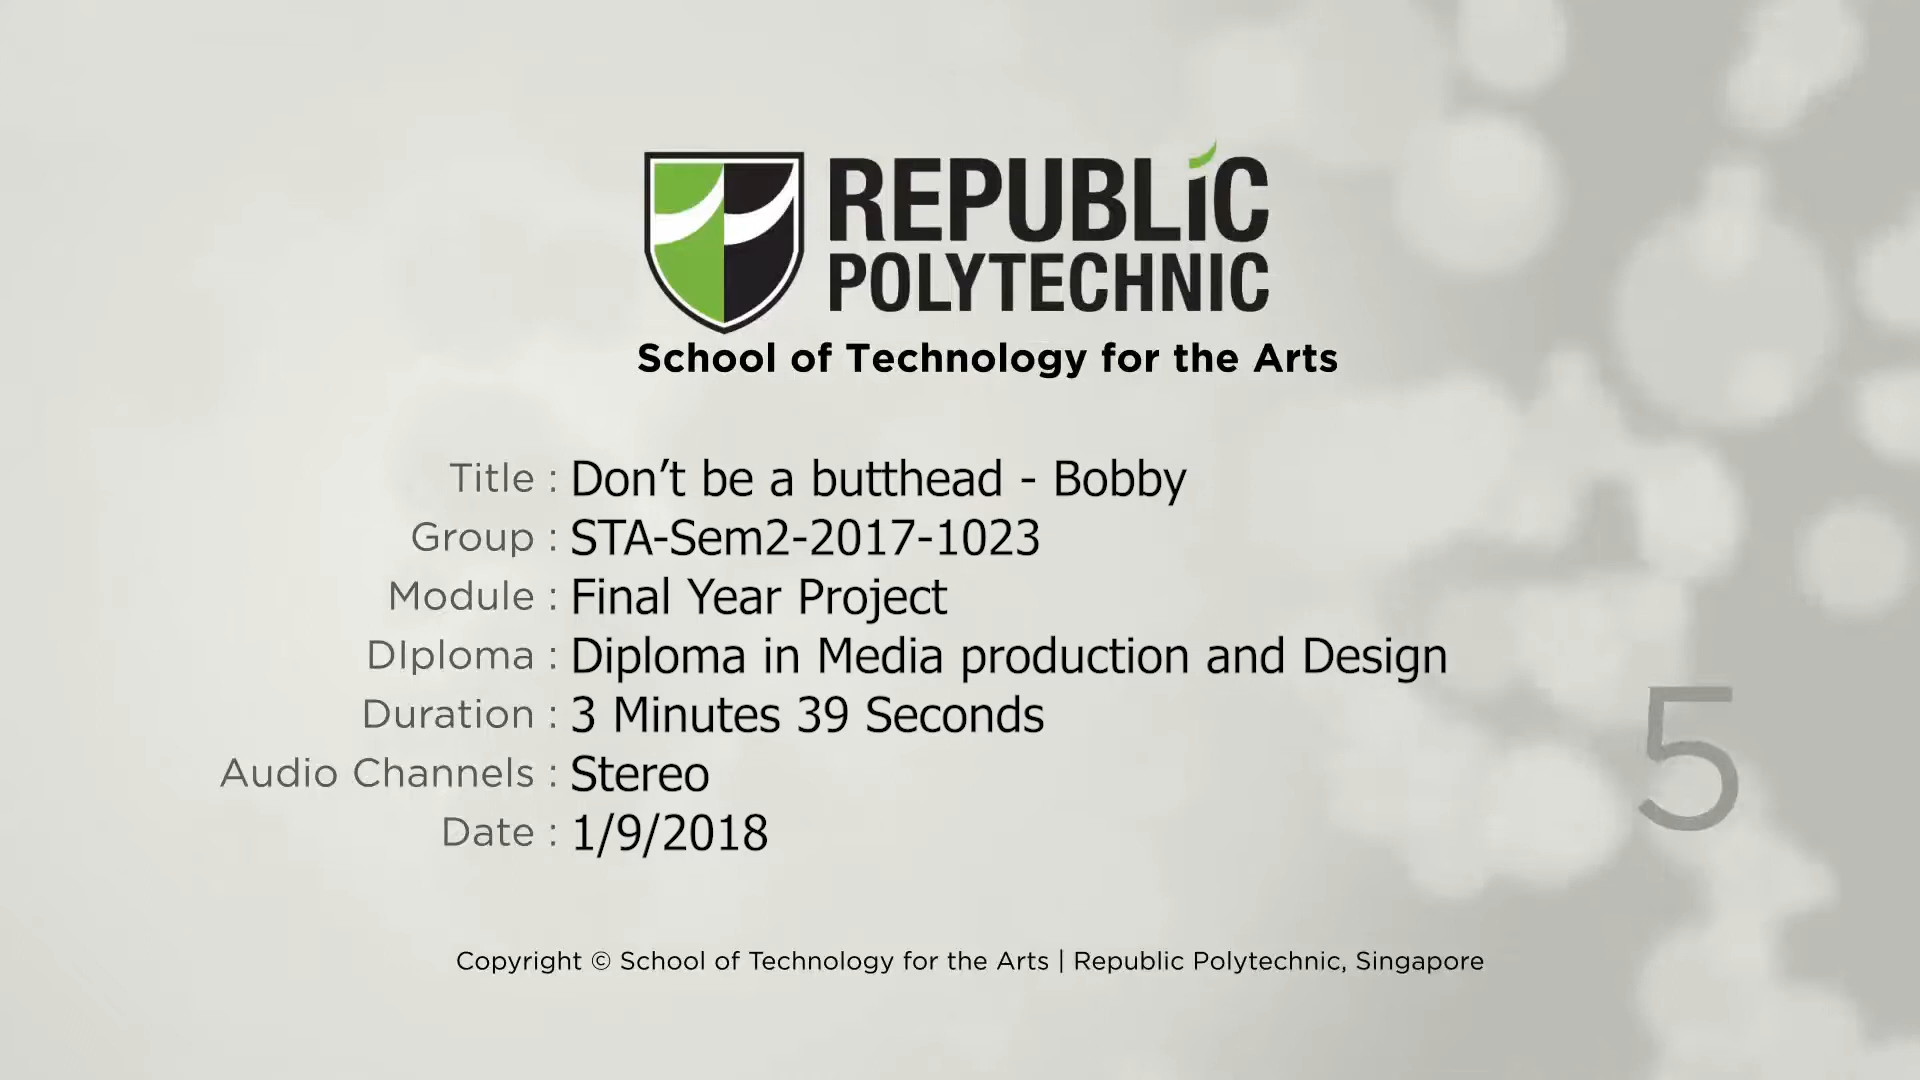 REPUBLIC
POLYTECHNIC
School of Technology for the Arts
Title : Don't be a butthead - Bobby
Group : STA-Sem2-2017-1023
Module : Final Year Project
DIploma : Diploma in Media production and Design
Duration : 3 Minutes 39 Seconds
5
Audio Channels : Stereo
Date : 1/9/2018
Copyright © School of Technology for the Arts | Republic Polytechnic, Singapore